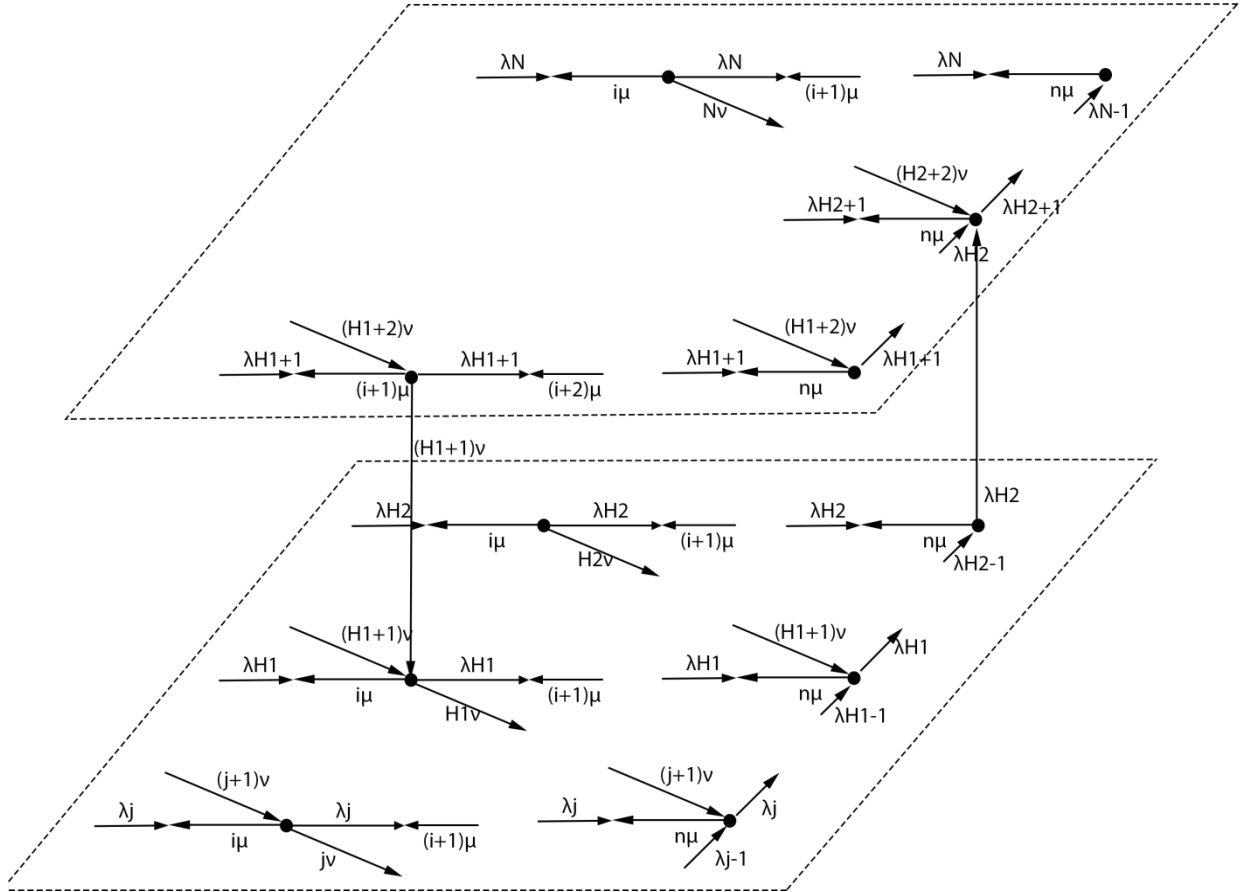 λN λN λN
iμ (i+1)μ nμ
Nν λN-1
(H2+2)ν
λH2+1 λH2+1
nμ
λH2
(H1+2)ν (H1+2)ν
λH1+1 λH1+1 λH1+1 λH1+1
(i+1)μ (i+2)μ nμ
(H1+1)ν
λH2
λH2 λH2 λH2
iμ (i+1)μ nμ
H2ν λH2-1
(H1+1)ν (H1+1)ν
λH1 λH1 λH1 λH1
iμ (i+1)μ nμ
H1ν λH1-1
(j+1)ν (j+1)ν
λj λj λj λj
iμ (i+1)μ nμ
jν λj-1